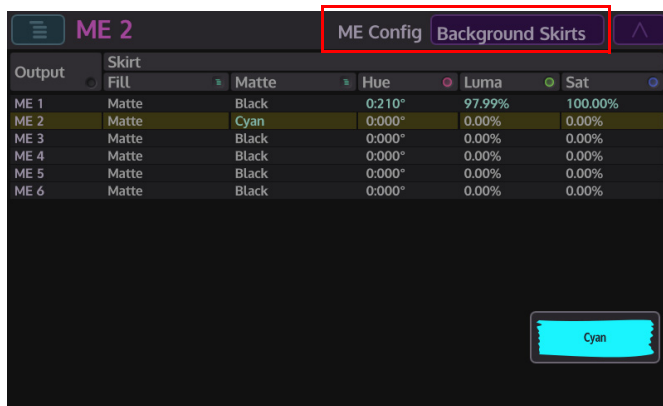 ME 2 ME Config Background Skirts
Output Skirt
Fill Matte Hue Luma Sat
ME 1 Matte Black 0:210° 97.99% 100.00%
ME 2 Matte Cyan 0:000° 0.00% 0.00%
ME 3 Matte Black 0:000° 0.00% 0.00%
ME 4 Matte Black 0:000° 0.00% 0.00%
ME 5 Matte Black 0:000° 0.00% 0.00%
ME 6 Matte Black 0:000° 0.00% 0.00%
Cyan